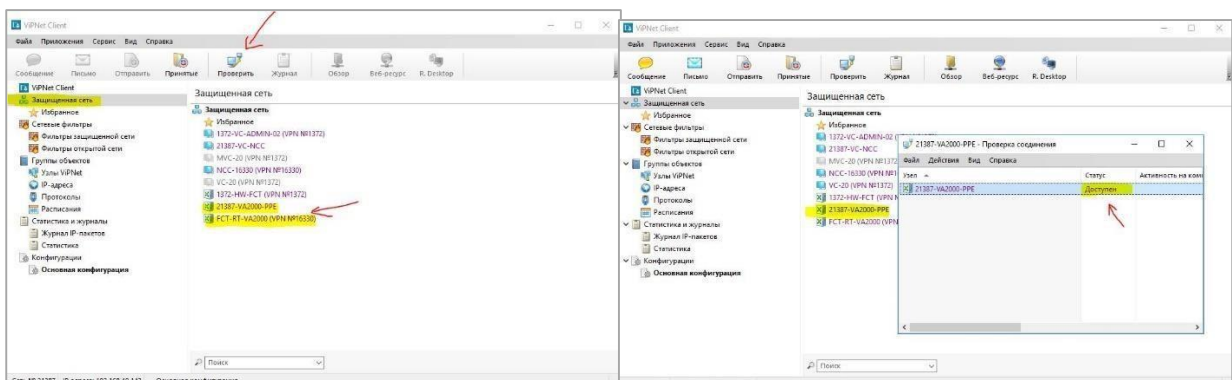 ViPNet Client
Файл Приложения Сервис Вид Справка
Сообщение Письмо Отправить Принятые Проверить Журнал Обзор Веб-ресурс R. Desktop
ViPNet Client
Защищенная сеть
Избранное
Сетевые фильтры
Фильтры защищенной сети
Фильтры открытой сети
Группы объектов
Узлы ViPNet
IP-адреса
Протоколы
Расписания
Статистика и журналы
Журнал IP-пакетов
Статистика
Конфигурации
Основная конфигурация
Защищенная сеть
Защищенная сеть
Избранное
1372-VC-ADMIN-02 (VPN №1372)
21387-VC-NCC
MVC-20 (VPN №1372)
NCC-16330 (VPN №16330)
VC-20 (VPN №1372)
1372-HW-FCT (VPN №1372)
21387-VA2000-PPE
FCT-RT-VA2000 (VPN №16330)
Поиск
ViPNet Client
Файл Приложения Сервис Вид Справка
Сообщение Письмо Отправить Принятые Проверить Журнал Обзор Веб-ресурс R. Desktop
ViPNet Client
Защищенная сеть
Избранное
Сетевые фильтры
Фильтры защищенной сети
Фильтры открытой сети
Группы объектов
Узлы ViPNet
IP-адреса
Протоколы
Расписания
Статистика и журналы
Журнал IP-пакетов
Статистика
Конфигурации
Основная конфигурация
Защищенная сеть
Защищенная сеть
Избранное
1372-VC-ADMIN-02
21387-VC-NCC
MVC-20 (VPN №1372
NCC-16330 (VPN №1
VC-20 (VPN №1372)
1372-HW-FCT (VPN
21387-VA2000-PPE
FCT-RT-VA2000 (VPN
Поиск
21387-VA2000-PPE - Проверка соединения
Файл Действия Вид Справка
Узел Статус Активность на ком
21387-VA2000-PPE Доступен